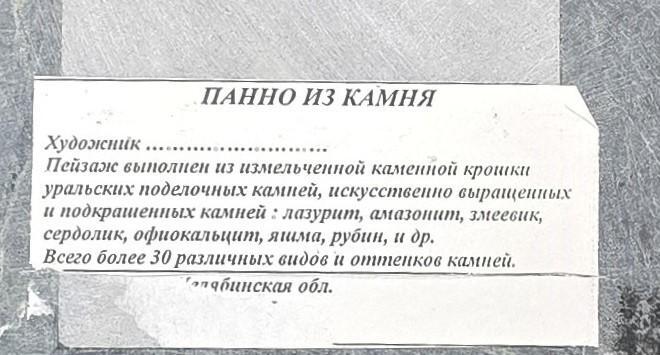 ПАННО ИЗ КАМНЯ
Художник ..............................
Пейзаж выполнен из измельченной каменной крошки
уральских поделочных камней, искусственно выращенных
и подкрашенных камней : лазурит, амазонит, змеевик,
сердолик, офиокальцит, яшма, рубин, и др.
Всего более 30 различных видов и оттенков камней.
обл.